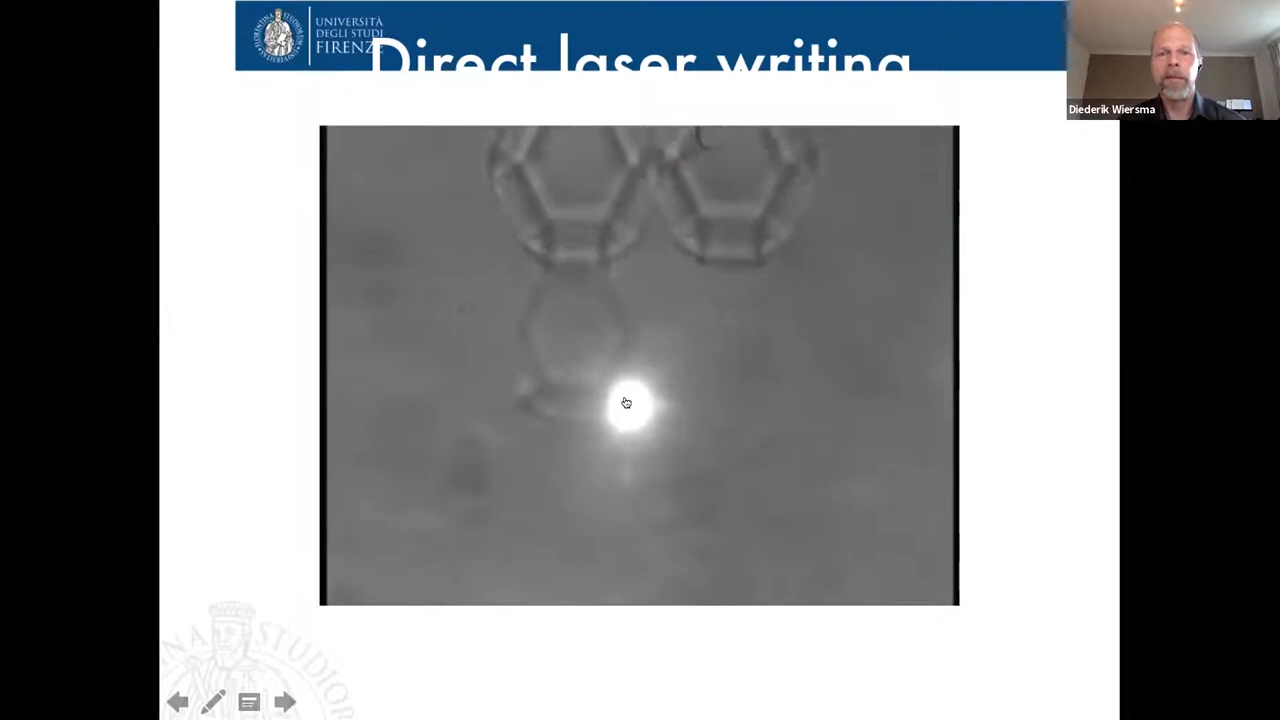 UNIVERSITÀ
DEGLI STUDI
FIRENZE
Direct laser writing
Diederik Wiersma